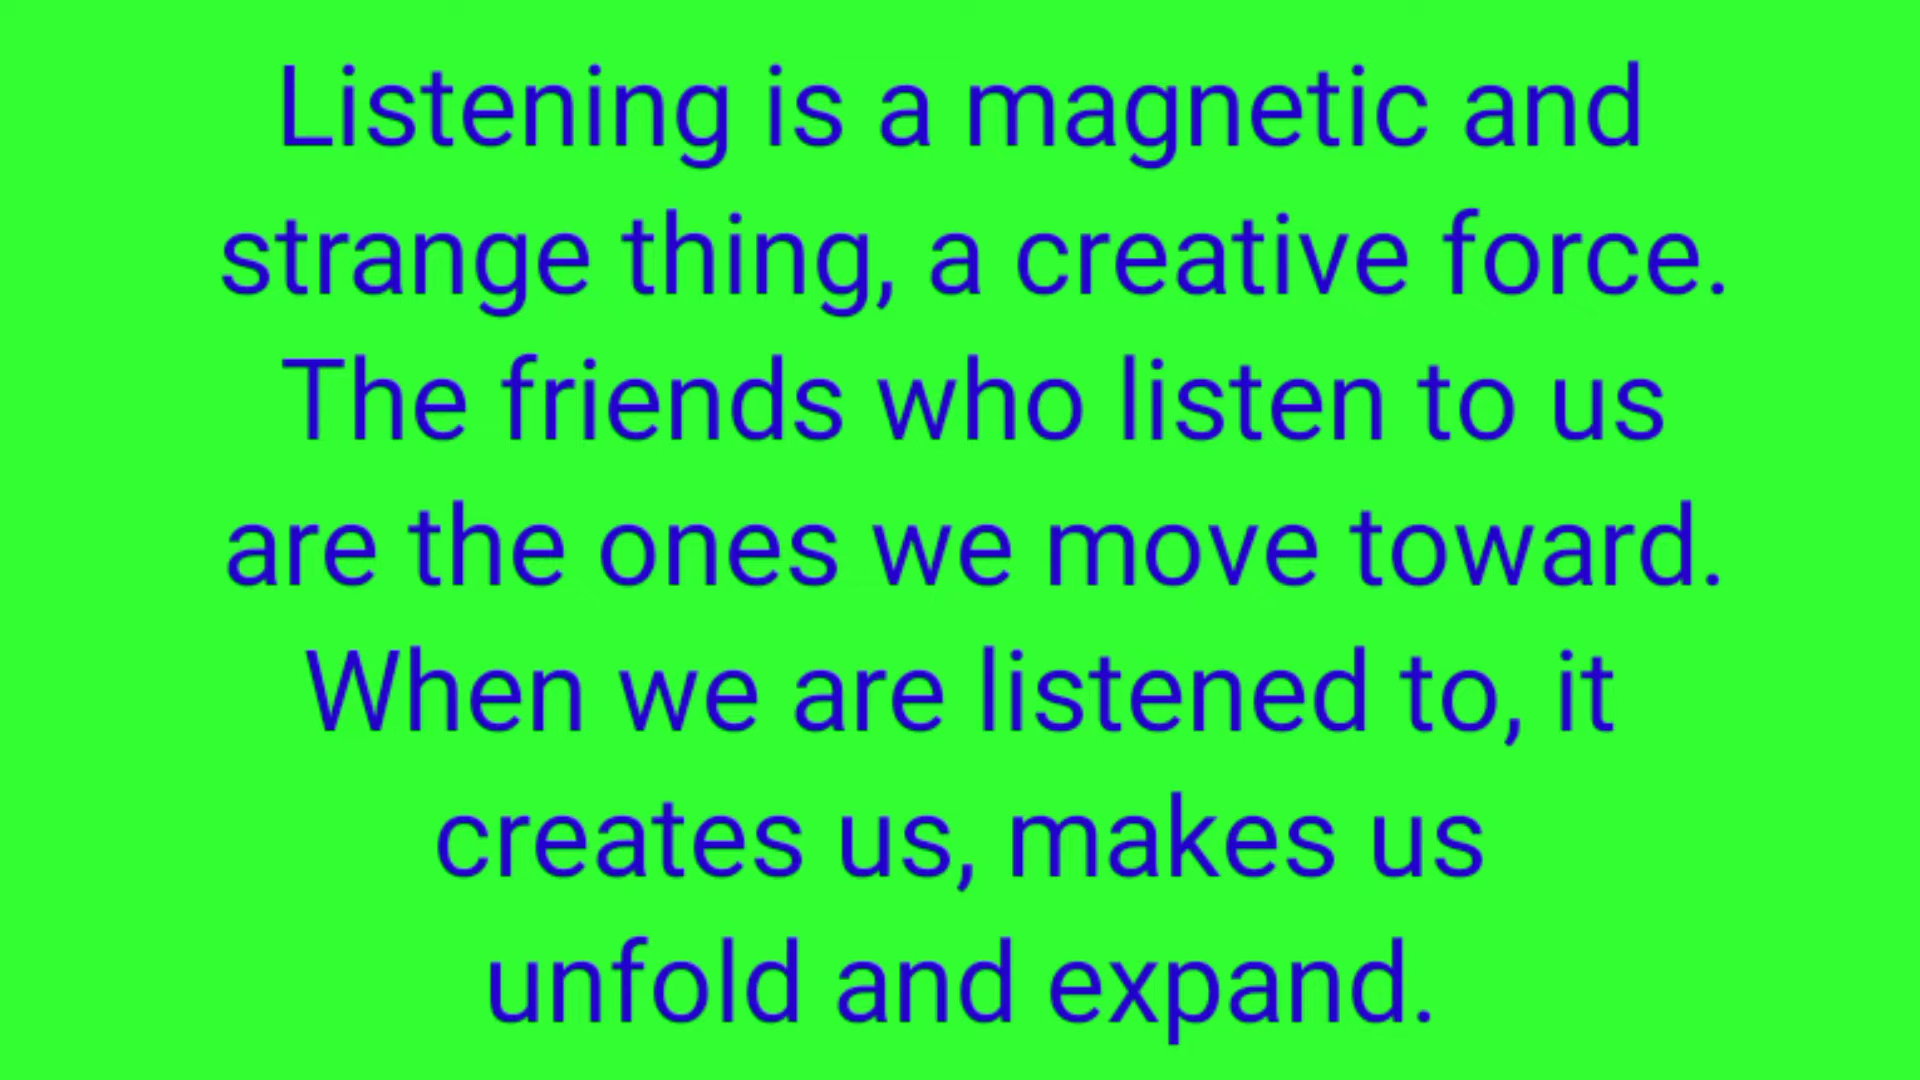 Listening is a magnetic and
strange thing, a creative force.
The friends who listen to us
are the ones we move toward.
When we are listened to, it
creates us, makes us
unfold and expand.